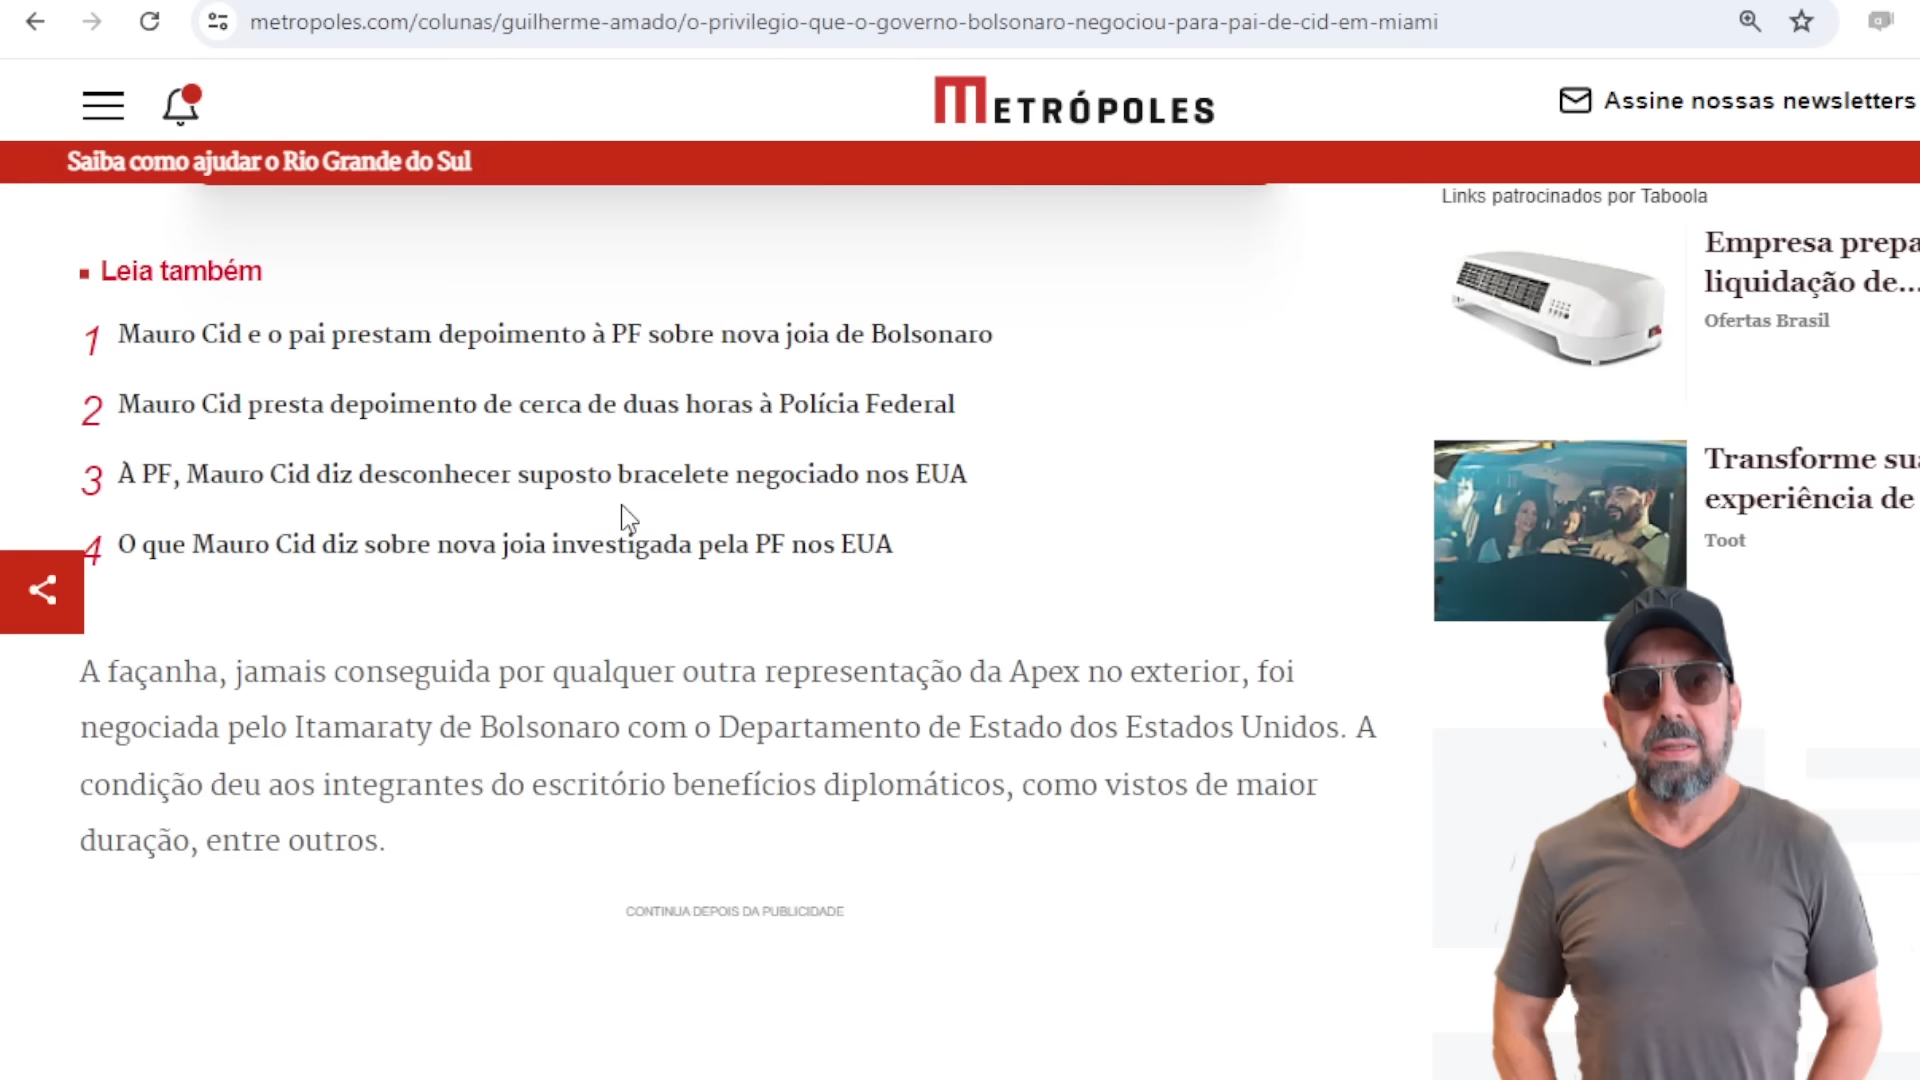 metropoles.com/colunas/guilherme-amado/o-privilegio-que-o-governo-bolsonaro-negociou-para-pai-de-cid-em-miami
METRÓPOLES
Assine nossas newsletters
Saiba como ajudar o Rio Grande do Sul
Links patrocinados por Taboola
Empresa prepa
liquidação de...
Ofertas Brasil
Leia também
1 Mauro Cid e o pai prestam depoimento à PF sobre nova joia de Bolsonaro
2 Mauro Cid presta depoimento de cerca de duas horas à Polícia Federal
3 À PF, Mauro Cid diz desconhecer suposto bracelete negociado nos EUA
4 O que Mauro Cid diz sobre nova joia investigada pela PF nos EUA
Transforme sua
experiência de
Toot
NY
A façanha, jamais conseguida por qualquer outra representação da Apex no exterior, foi
negociada pelo Itamaraty de Bolsonaro com o Departamento de Estado dos Estados Unidos. A
condição deu aos integrantes do escritório benefícios diplomáticos, como vistos de maior
duração, entre outros.
CONTINUA DEPOIS DA PUBLICIDADE